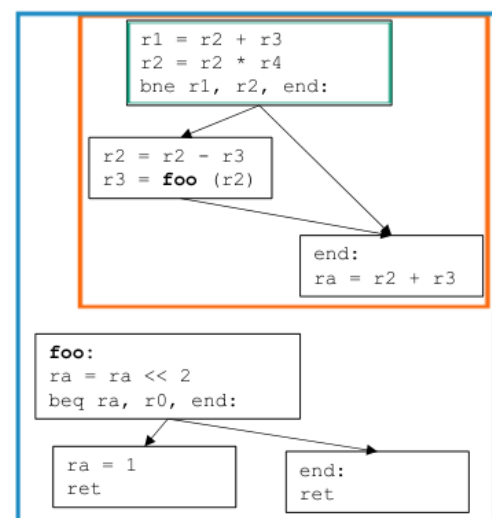 r1 = r2 + r3
r2 = r2 * r4
bne r1, r2, end:
r2 = r2 - r3
r3 = foo (r2)
end:
ra = r2 + r3
foo:
ra = ra << 2
beq ra, r0, end:
ra = 1
ret
end:
ret